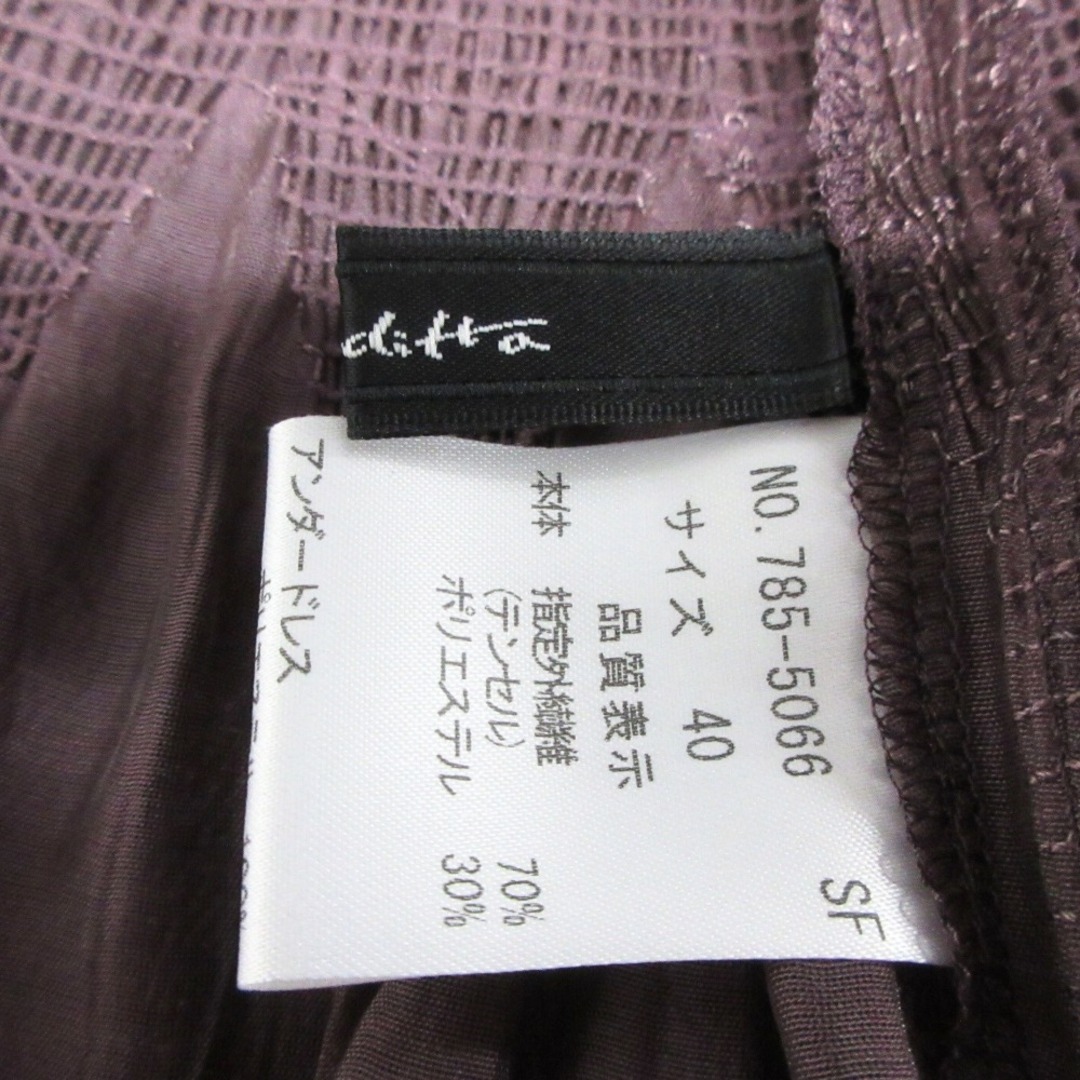 ditta
NO. 785-5066 SF
サイズ 40
品質表示
本体 指定外繊維
(テンセル) 70%
ポリエステル 30%
アンダードレス